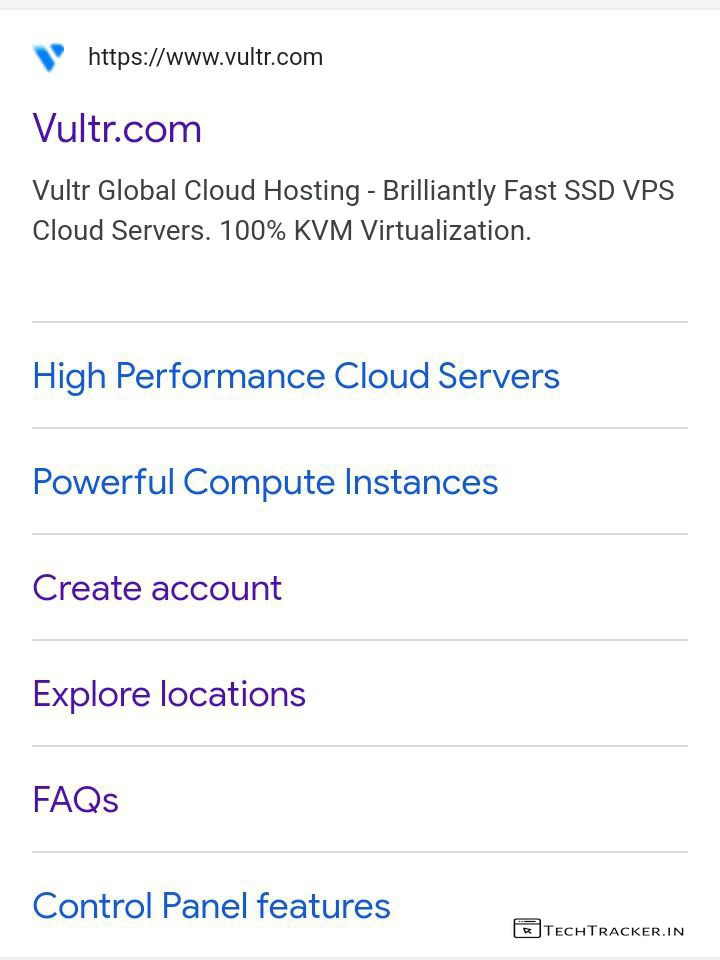 https://www.vultr.com
Vultr.com
Vultr Global Cloud Hosting - Brilliantly Fast SSD VPS
Cloud Servers. 100% KVM Virtualization.
High Performance Cloud Servers
Powerful Compute Instances
Create account
Explore locations
FAQs
Control Panel features
TECHTRACKER.IN